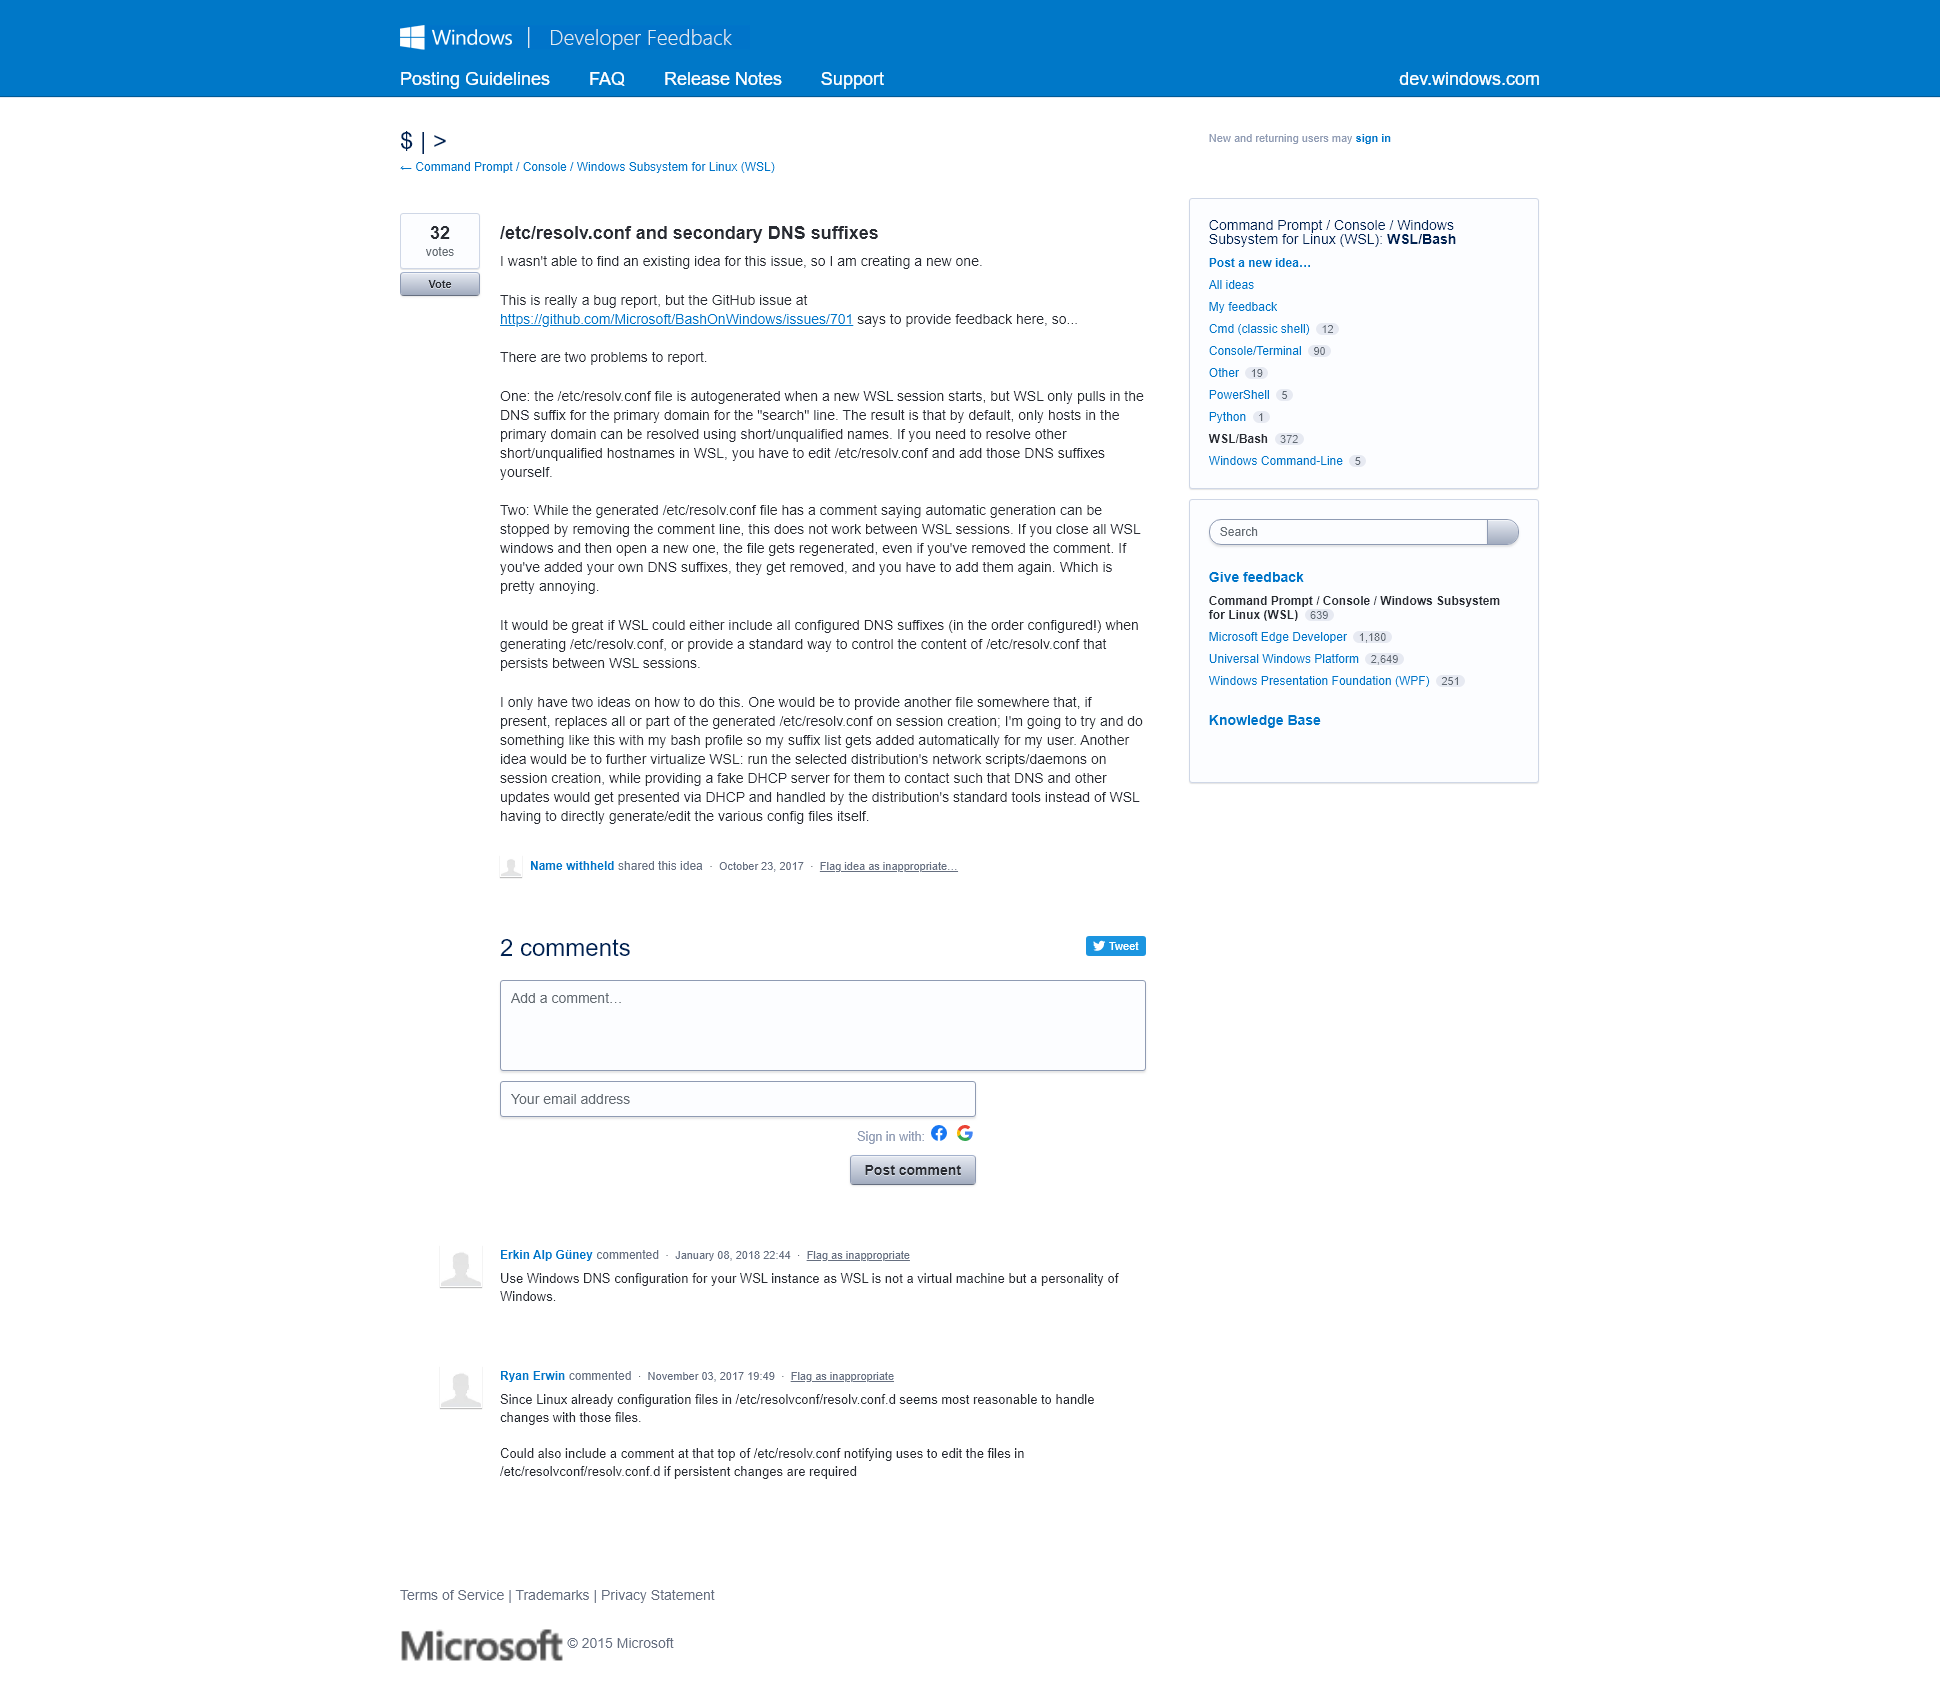 Windows | Developer Feedback
Posting Guidelines FAQ Release Notes Support dev.windows.com
$ | >
← Command Prompt / Console / Windows Subsystem for Linux (WSL)
New and returning users may sign in
32
votes
Vote
/etc/resolv.conf and secondary DNS suffixes
I wasn't able to find an existing idea for this issue, so I am creating a new one.
This is really a bug report, but the GitHub issue at
https://github.com/Microsoft/BashOnWindows/issues/701 says to provide feedback here, so...
There are two problems to report.
One: the /etc/resolv.conf file is autogenerated when a new WSL session starts, but WSL only pulls in the
DNS suffix for the primary domain for the "search" line. The result is that by default, only hosts in the
primary domain can be resolved using short/unqualified names. If you need to resolve other
short/unqualified hostnames in WSL, you have to edit /etc/resolv.conf and add those DNS suffixes
yourself.
Two: While the generated /etc/resolv.conf file has a comment saying automatic generation can be
stopped by removing the comment line, this does not work between WSL sessions. If you close all WSL
windows and then open a new one, the file gets regenerated, even if you've removed the comment. If
you've added your own DNS suffixes, they get removed, and you have to add them again. Which is
pretty annoying.
It would be great if WSL could either include all configured DNS suffixes (in the order configured!) when
generating /etc/resolv.conf, or provide a standard way to control the content of /etc/resolv.conf that
persists between WSL sessions.
I only have two ideas on how to do this. One would be to provide another file somewhere that, if
present, replaces all or part of the generated /etc/resolv.conf on session creation; I'm going to try and do
something like this with my bash profile so my suffix list gets added automatically for my user. Another
idea would be to further virtualize WSL: run the selected distribution's network scripts/daemons on
session creation, while providing a fake DHCP server for them to contact such that DNS and other
updates would get presented via DHCP and handled by the distribution's standard tools instead of WSL
having to directly generate/edit the various config files itself.
Name withheld shared this idea · October 23, 2017 · Flag idea as inappropriate…
2 comments
Tweet
Add a comment…
Your email address
Sign in with:
Post comment
Erkin Alp Güney commented · January 08, 2018 22:44 · Flag as inappropriate
Use Windows DNS configuration for your WSL instance as WSL is not a virtual machine but a personality of
Windows.
Ryan Erwin commented · November 03, 2017 19:49 · Flag as inappropriate
Since Linux already configuration files in /etc/resolvconf/resolv.conf.d seems most reasonable to handle
changes with those files.
Could also include a comment at that top of /etc/resolv.conf notifying uses to edit the files in
/etc/resolvconf/resolv.conf.d if persistent changes are required
Command Prompt / Console / Windows
Subsystem for Linux (WSL): WSL/Bash
Post a new idea…
All ideas
My feedback
Cmd (classic shell) 12
Console/Terminal 90
Other 19
PowerShell 5
Python 1
WSL/Bash 372
Windows Command-Line 5
Search
Give feedback
Command Prompt / Console / Windows Subsystem
for Linux (WSL) 639
Microsoft Edge Developer 1,180
Universal Windows Platform 2,649
Windows Presentation Foundation (WPF) 251
Knowledge Base
Terms of Service | Trademarks | Privacy Statement
Microsoft © 2015 Microsoft